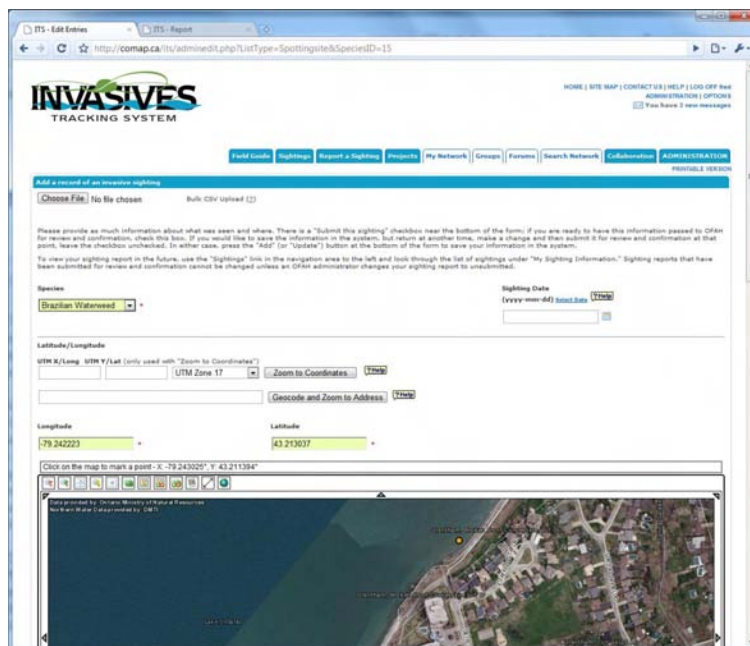 ITS - Edit Entries
ITS - Report
http://comap.ca/its/adminedit.php?ListType=Spottingsite&SpeciesID=15
INVASIVES
TRACKING SYSTEM
HOME | SITE MAP | CONTACT US | HELP | LOG OFF
ADMINISTRATION | OPTIONS
You have 2 new messages
Field Guide
Sightings
Report a Sighting
Projects
My Network
Groups
Forums
Search Network
Collaboration
ADMINISTRATION
PRINTABLE VERSION
Add a record of an invasive sighting
Choose File No file chosen
Bulk CSV Upload (?)
Please provide as much information about what was seen and where. There is a "Submit this sighting" checkbox near the bottom of the form; if you are ready to have this information passed to OFAH
for review and confirmation, check this box. If you would like to save the information in the system, but return at another time, make a change and then submit it for review and confirmation at that
point, leave the checkbox unchecked. In either case, press the "Add" (or "Update") button at the bottom of the form to save your information in the system.
To view your sighting report in the future, use the "Sightings" link in the navigation area to the left and look through the list of sightings under "My Sighting Information." Sighting reports that have
been submitted for review and confirmation cannot be changed unless an OFAH administrator changes your sighting report to unsubmitted.
Species
Brazilian Waterweed *
Sighting Date
(yyyy-mm-dd) Select Date ?Help
Latitude/Longitude
UTM X/Long UTM Y/Lat (only used with "Zoom to Coordinates")
UTM Zone 17
Zoom to Coordinates
?Help
Geocode and Zoom to Address
?Help
Longitude
Latitude
-79.242223 *
43.213037 *
Click on the map to mark a point - X: -79.243025°, Y: 43.211394°
Data provided by: Ontario Ministry of Natural Resources
Northern Water Data provided by: DMTI